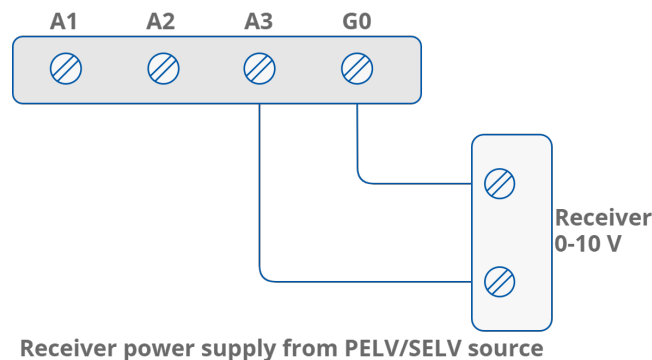 A1 A2 A3 G0
Receiver
0-10 V
Receiver power supply from PELV/SELV source